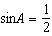 sinA = 1/2